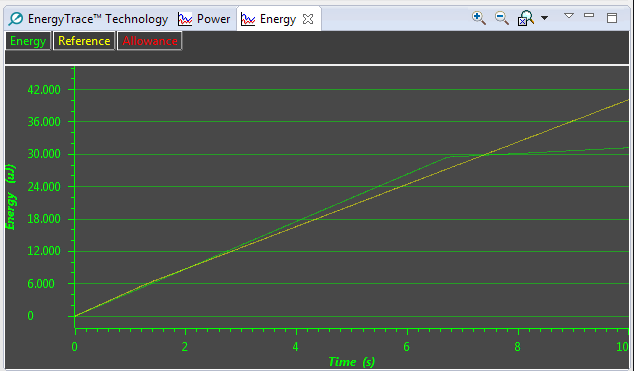 EnergyTrace™ Technology Power Energy
Energy Reference Allowance
42.000
36.000
30.000
24.000
18.000
12.000
6.000
0
Energy (uJ)
0 2 4 6 8 10
Time (s)